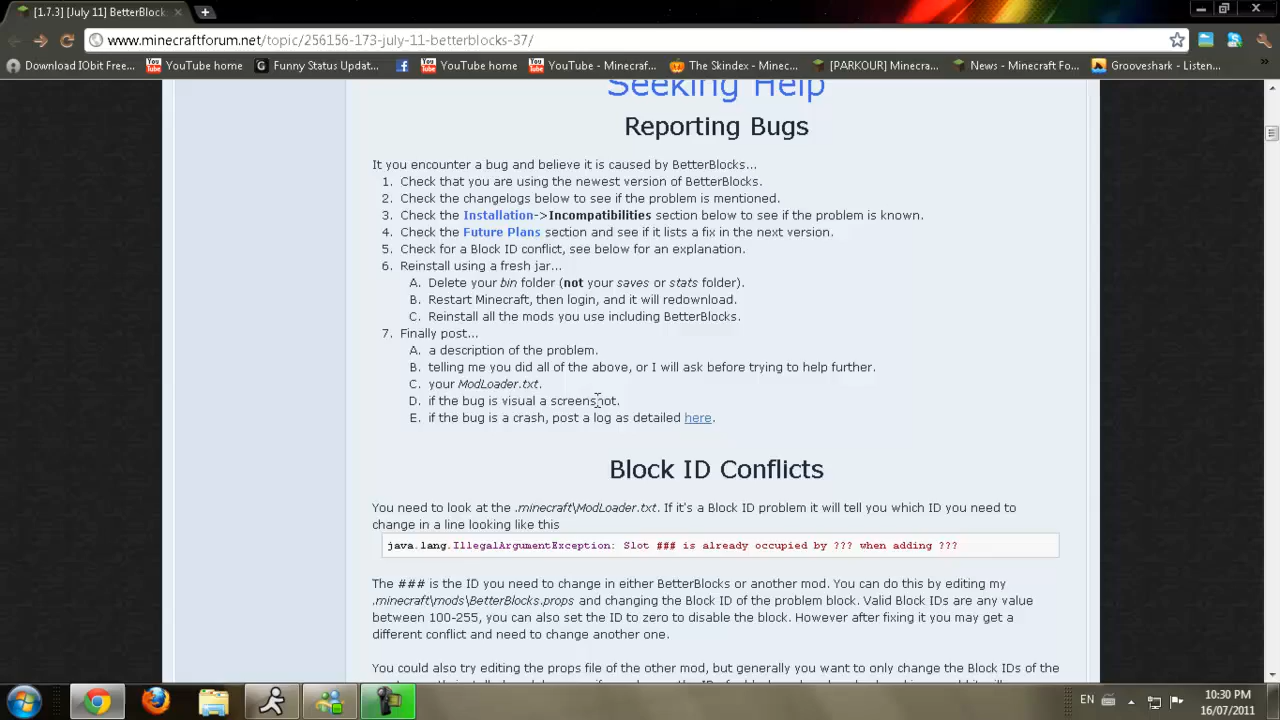 [1.7.3] [July 11] BetterBlocks
www.minecraftforum.net/topic/256156-173-july-11-betterblocks-37/
Download IObit Free... YouTube home Funny Status Updat... YouTube home YouTube - Minecraf... The Skindex - Minec... [PARKOUR] Minecra... News - Minecraft Fo... Grooveshark - Listen...
Seeking Help
Reporting Bugs
It you encounter a bug and believe it is caused by BetterBlocks...
1. Check that you are using the newest version of BetterBlocks.
2. Check the changelogs below to see if the problem is mentioned.
3. Check the Installation->Incompatibilities section below to see if the problem is known.
4. Check the Future Plans section and see if it lists a fix in the next version.
5. Check for a Block ID conflict, see below for an explanation.
6. Reinstall using a fresh jar...
A. Delete your bin folder (not your saves or stats folder).
B. Restart Minecraft, then login, and it will redownload.
C. Reinstall all the mods you use including BetterBlocks.
7. Finally post...
A. a description of the problem.
B. telling me you did all of the above, or I will ask before trying to help further.
C. your ModLoader.txt.
D. if the bug is visual a screenshot.
E. if the bug is a crash, post a log as detailed here.
Block ID Conflicts
You need to look at the .minecraft\ModLoader.txt. If it's a Block ID problem it will tell you which ID you need to
change in a line looking like this
java.lang.IllegalArgumentException: Slot ### is already occupied by ??? when adding ???
The ### is the ID you need to change in either BetterBlocks or another mod. You can do this by editing my
.minecraft\mods\BetterBlocks.props and changing the Block ID of the problem block. Valid Block IDs are any value
between 100-255, you can also set the ID to zero to disable the block. However after fixing it you may get a
different conflict and need to change another one.
You could also try editing the props file of the other mod, but generally you want to only change the Block IDs of the
EN
10:30 PM
16/07/2011